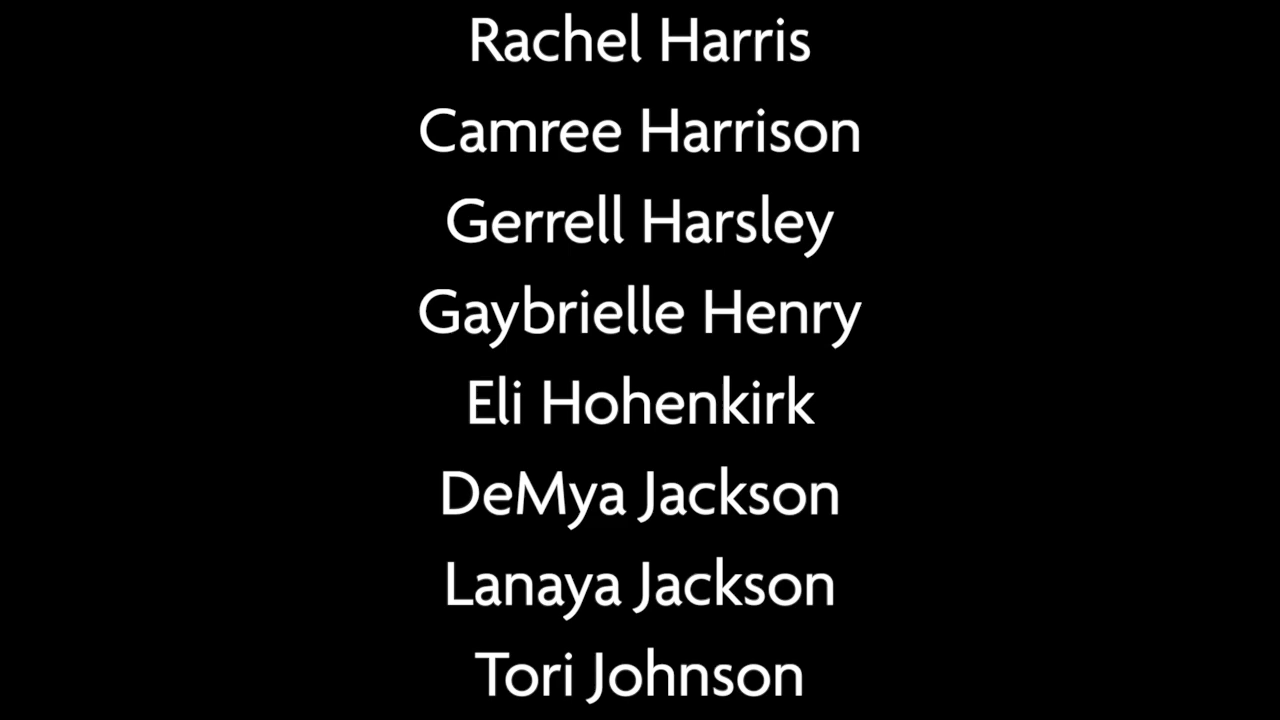 Rachel Harris
Camree Harrison
Gerrell Harsley
Gaybrielle Henry
Eli Hohenkirk
DeMya Jackson
Lanaya Jackson
Tori Johnson